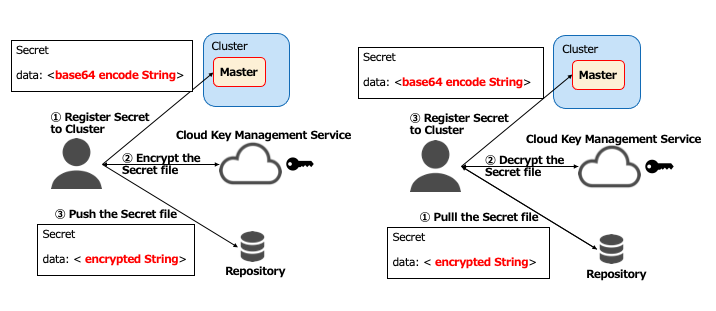 Secret
data: <base64 encode String>
Cluster
Master
① Register Secret
to Cluster
Cloud Key Management Service
② Encrypt the
Secret file
③ Push the Secret file
Secret
data: < encrypted String>
Repository
Secret
data: <base64 encode String>
Cluster
Master
③ Register Secret
to Cluster
Cloud Key Management Service
② Decrypt the
Secret file
① Pulll the Secret file
Secret
data: < encrypted String>
Repository